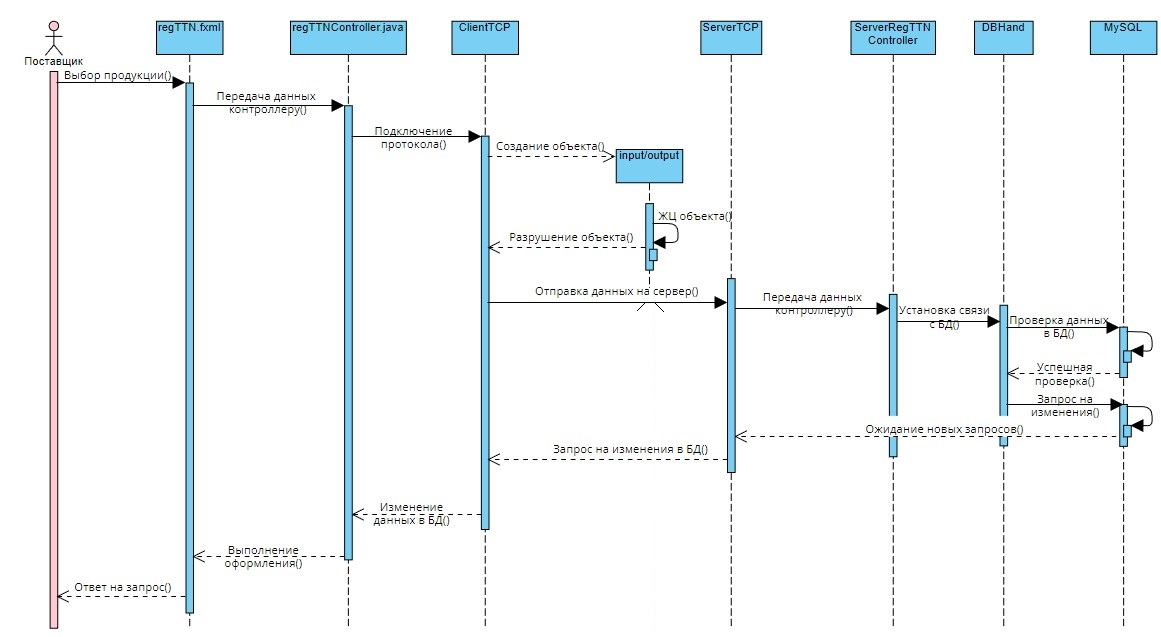 regTTN.fxml
regTTNController.java
ClientTCP
ServerTCP
ServerRegTTN
Controller
DBHand
MySQL
Поставщик
Выбор продукции()
Передача данных
контроллеру()
Подключение
протокола()
Создание объекта()
input/output
ЖЦ объекта()
Разрушение объекта()
Отправка данных на сервер()
Передача данных
контроллеру()
Установка связи
с БД()
Проверка данных
в БД()
Успешная
проверка()
Запрос на
изменения()
Ожидание новых запросов()
Запрос на изменения в БД()
Изменение
данных в БД()
Выполнение
оформления()
Ответ на запрос()